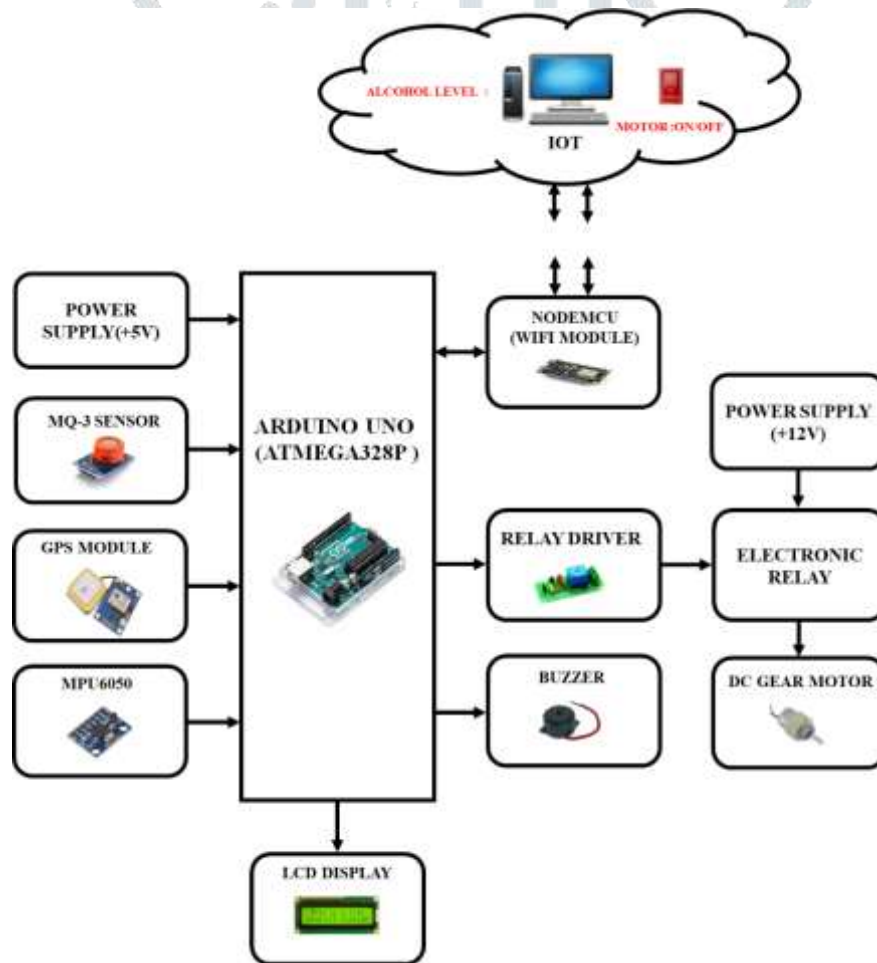 ALCOHOL LEVEL :
IOT
MOTOR :ON/OFF
POWER
SUPPLY(+5V)
NODEMCU
(WIFI MODULE)
MQ-3 SENSOR
ARDUINO UNO
(ATMEGA328P )
POWER SUPPLY
(+12V)
GPS MODULE
RELAY DRIVER
ELECTRONIC
RELAY
MPU6050
BUZZER
DC GEAR MOTOR
LCD DISPLAY